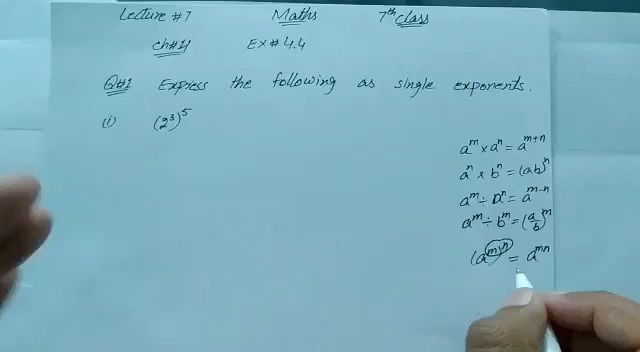 Lecture #7 Maths 7th class
ch#4 Ex#4.4
Q#1 Express the following as single exponents.
(i) (2³)⁵
aᵐ × aⁿ = aᵐ⁺ⁿ
aⁿ × bⁿ = (ab)ⁿ
aᵐ ÷ aⁿ = aᵐ⁻ⁿ
aᵐ ÷ bᵐ = (a/b)ᵐ
(aᵐ)ⁿ = aᵐⁿ